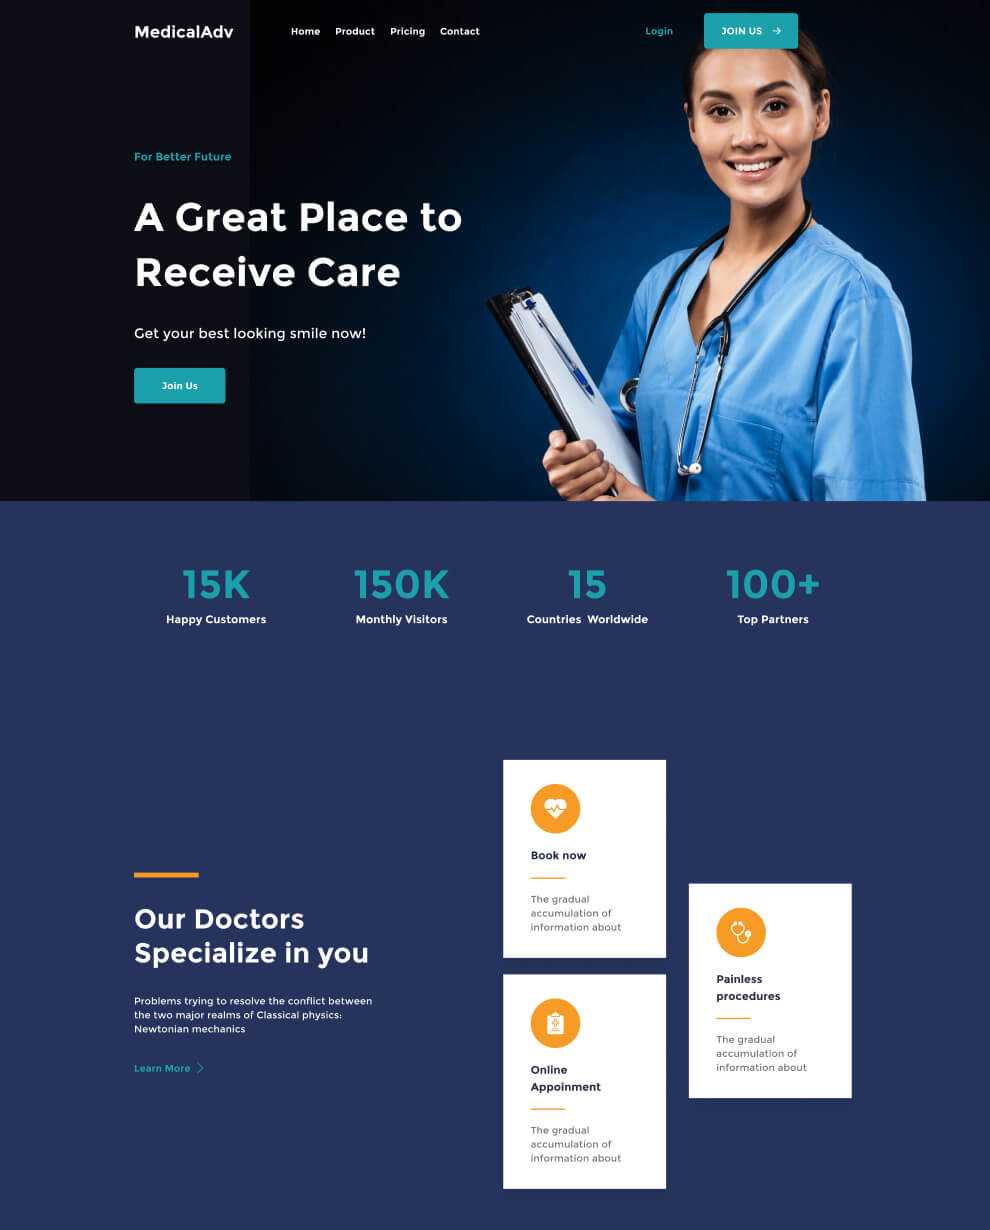 MedicalAdv
Home Product Pricing Contact
Login
JOIN US
For Better Future
A Great Place to
Receive Care
Get your best looking smile now!
Join Us
15K
Happy Customers
150K
Monthly Visitors
15
Countries Worldwide
100+
Top Partners
Our Doctors
Specialize in you
Problems trying to resolve the conflict between
the two major realms of Classical physics:
Newtonian mechanics
Learn More
Book now
The gradual
accumulation of
information about
Online
Appoinment
The gradual
accumulation of
information about
Painless
procedures
The gradual
accumulation of
information about